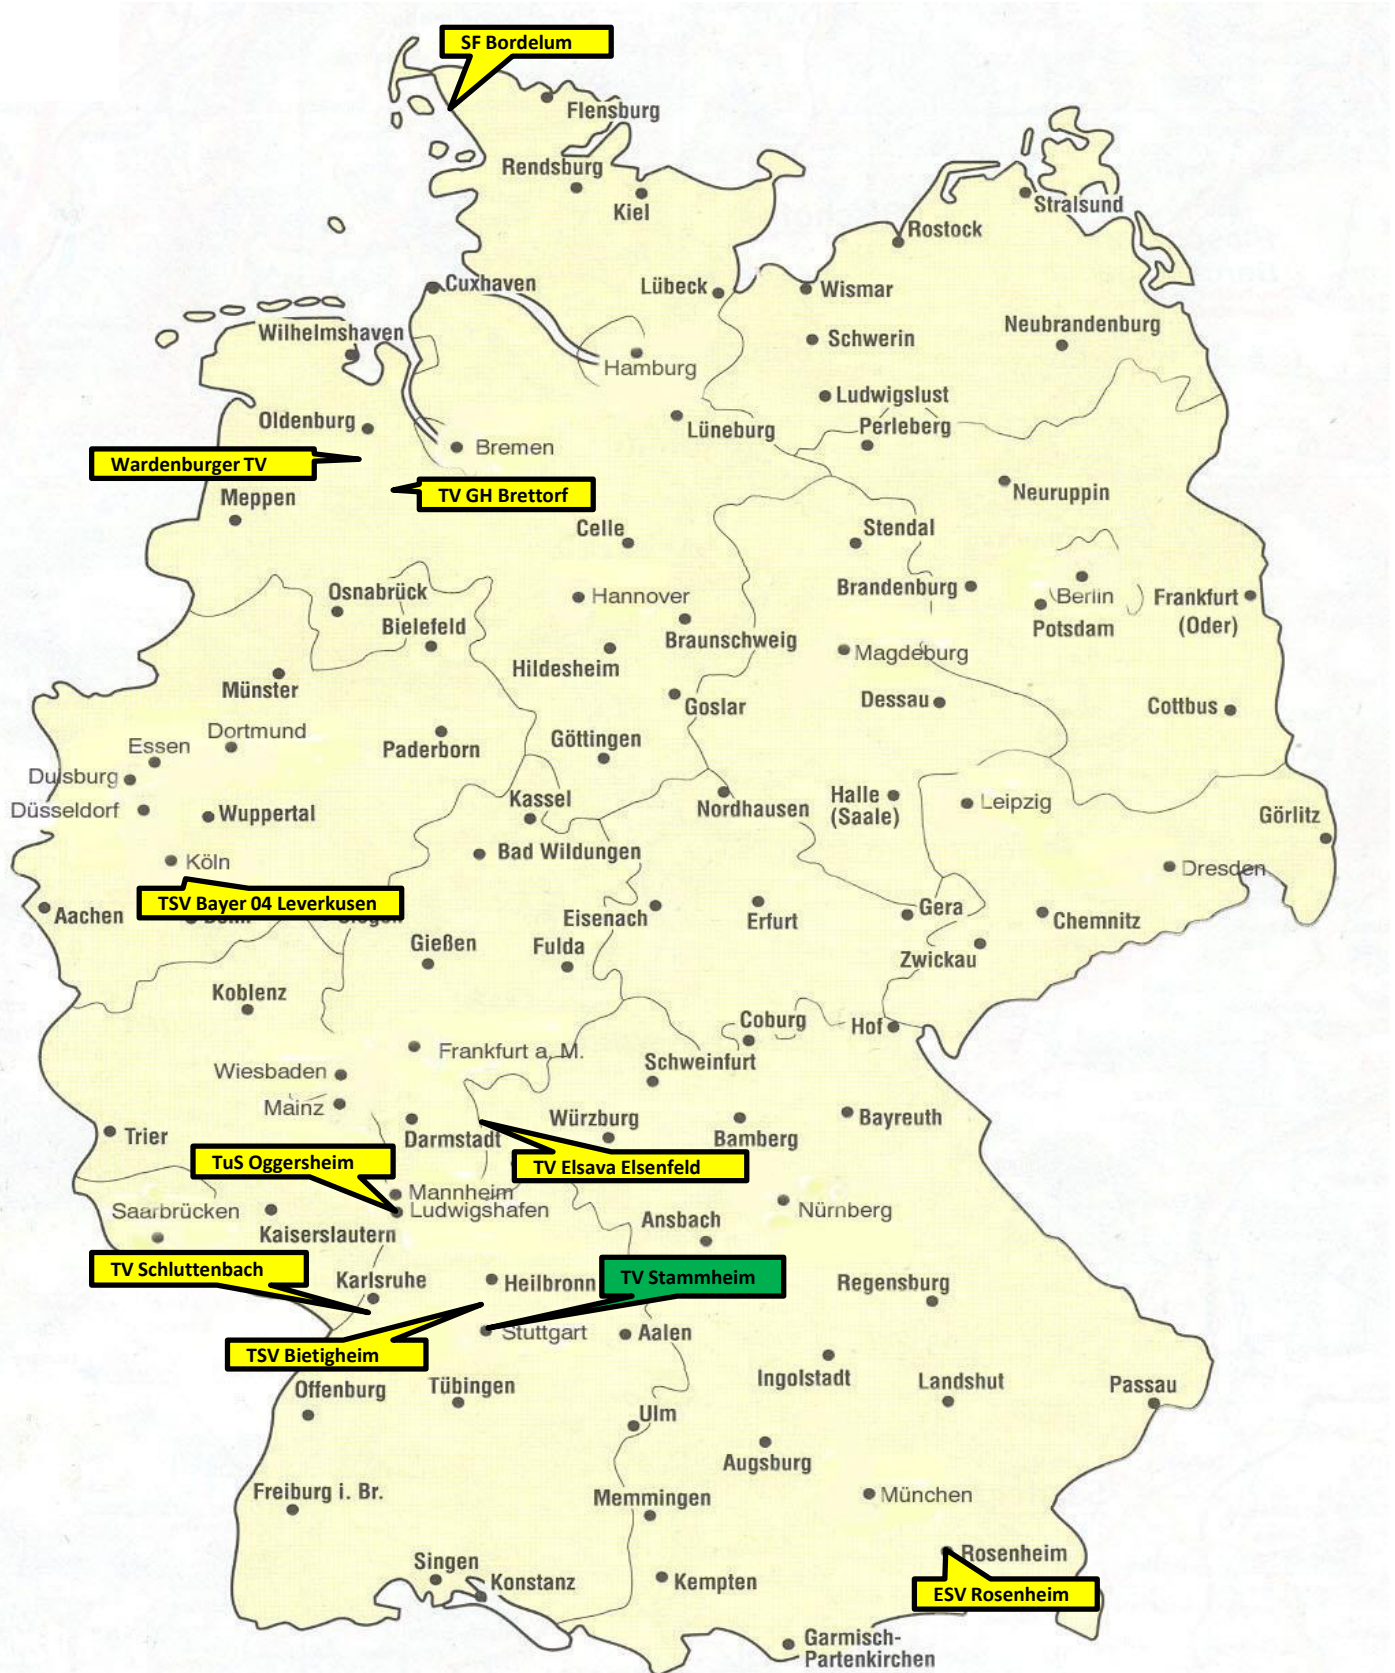 SF Bordelum
Flensburg
Rendsburg
Kiel
Stralsund
Rostock
Cuxhaven
Lübeck
Wismar
Wilhelmshaven
Schwerin
Neubrandenburg
Hamburg
Ludwigslust
Oldenburg
Lüneburg
Perleberg
Bremen
Wardenburger TV
TV GH Brettorf
Meppen
Neuruppin
Celle
Stendal
Osnabrück
Hannover
Brandenburg
Berlin
Frankfurt
(Oder)
Potsdam
Bielefeld
Braunschweig
Hildesheim
Magdeburg
Münster
Goslar
Dessau
Cottbus
Dortmund
Essen
Paderborn
Göttingen
Duisburg
Düsseldorf
Wuppertal
Kassel
Nordhausen
Halle
(Saale)
Leipzig
Görlitz
Köln
Bad Wildungen
Dresden
TSV Bayer 04 Leverkusen
Aachen
Eisenach
Erfurt
Gera
Chemnitz
Gießen
Fulda
Zwickau
Koblenz
Coburg
Hof
Frankfurt a. M.
Schweinfurt
Wiesbaden
Mainz
Trier
Darmstadt
Würzburg
Bamberg
Bayreuth
TuS Oggersheim
TV Elsava Elsenfeld
Mannheim
Ludwigshafen
Saarbrücken
Kaiserslautern
Ansbach
Nürnberg
TV Schluttenbach
Karlsruhe
Heilbronn
TV Stammheim
Regensburg
Stuttgart
Aalen
TSV Bietigheim
Offenburg
Tübingen
Ingolstadt
Landshut
Passau
Ulm
Augsburg
Freiburg i. Br.
Memmingen
München
Singen
Konstanz
Kempten
Rosenheim
ESV Rosenheim
Garmisch-
Partenkirchen